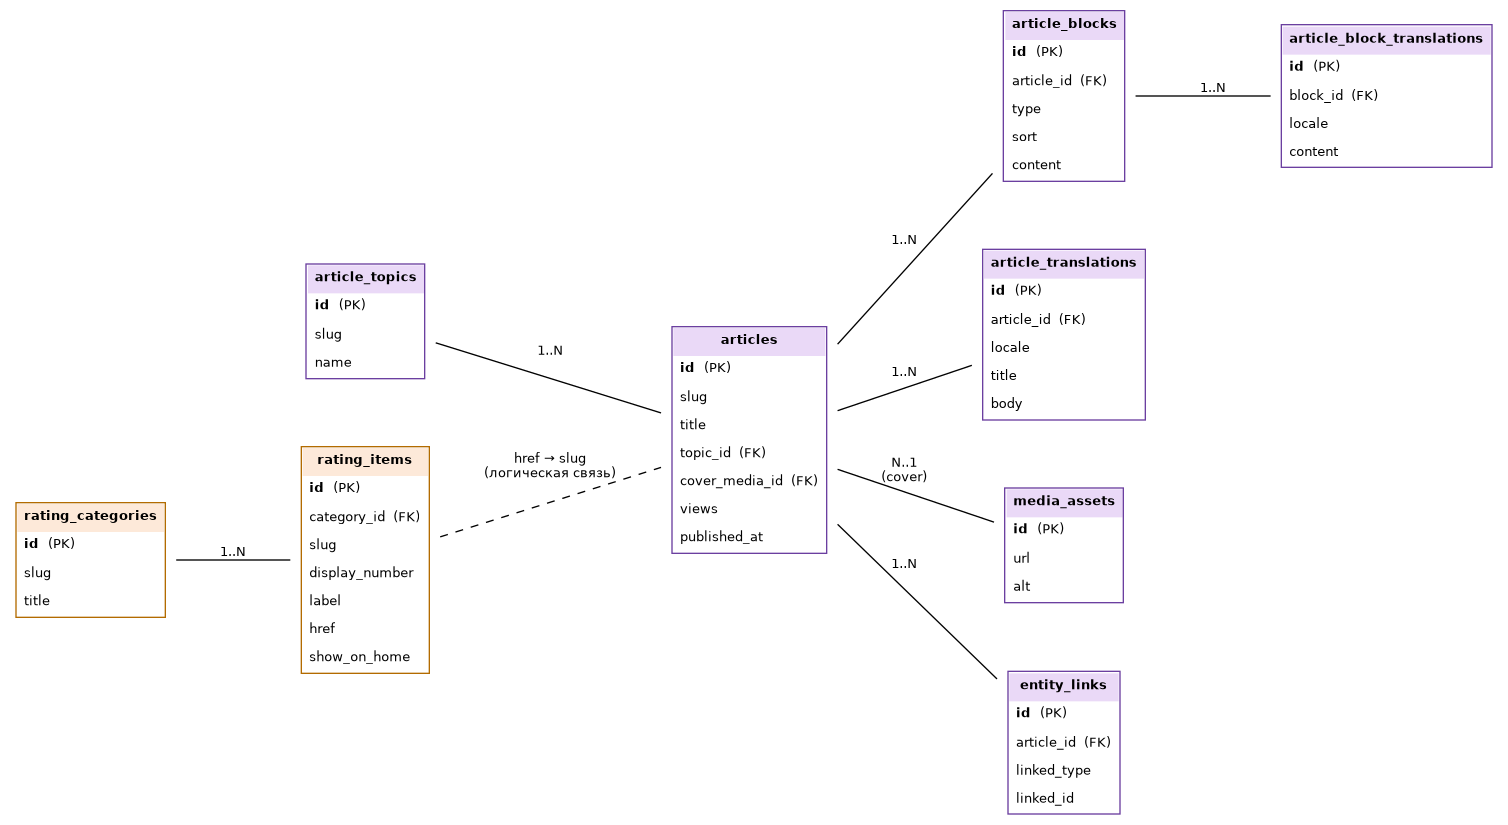 article_blocks
id (PK)
article_id (FK)
type
sort
content
1..N
article_block_translations
id (PK)
block_id (FK)
locale
content
1..N
article_topics
id (PK)
slug
name
1..N
articles
id (PK)
slug
title
topic_id (FK)
cover_media_id (FK)
views
published_at
1..N
article_translations
id (PK)
article_id (FK)
locale
title
body
rating_categories
id (PK)
slug
title
1..N
rating_items
id (PK)
category_id (FK)
slug
display_number
label
href
show_on_home
href → slug
(логическая связь)
N..1
(cover)
media_assets
id (PK)
url
alt
1..N
entity_links
id (PK)
article_id (FK)
linked_type
linked_id